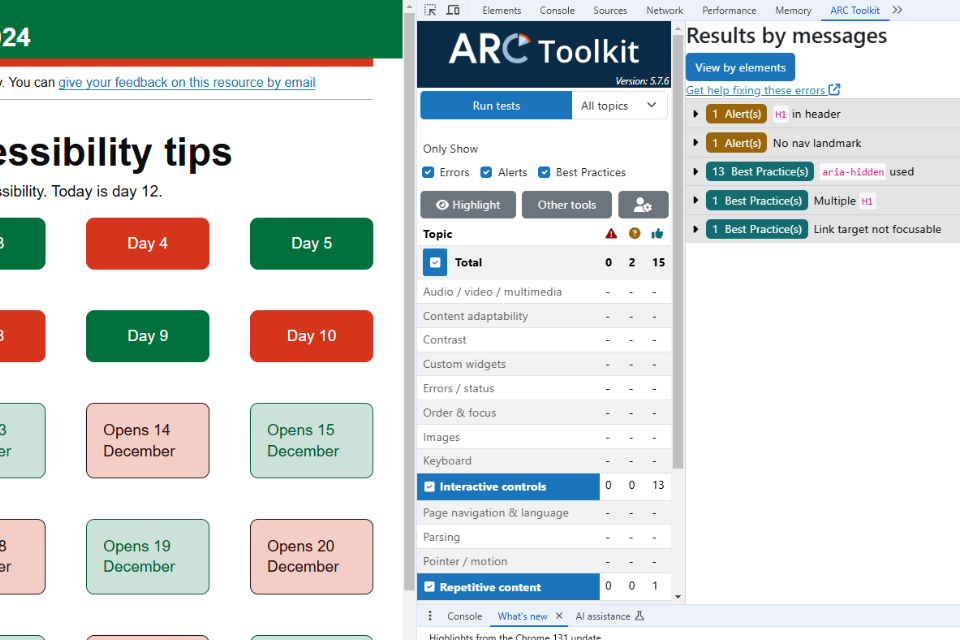 024
y. You can give your feedback on this resource by email
essibility tips
ssibility. Today is day 12.
3
Day 4
Day 5
8
Day 9
Day 10
3
er
Opens 14
December
Opens 15
December
8
er
Opens 19
December
Opens 20
December
Elements
Console
Sources
Network
Performance
Memory
ARC Toolkit
ARC Toolkit
Version: 5.7.6
Run tests
All topics
Only Show
Errors
Alerts
Best Practices
Highlight
Other tools
Topic
Total 0 2 15
Audio / video / multimedia - - -
Content adaptability - - -
Contrast - - -
Custom widgets - - -
Errors / status - - -
Order & focus - - -
Images - - -
Keyboard - - -
Interactive controls 0 0 13
Page navigation & language - - -
Parsing - - -
Pointer / motion - - -
Repetitive content 0 0 1
Results by messages
View by elements
Get help fixing these errors
1 Alert(s) H1 in header
1 Alert(s) No nav landmark
13 Best Practice(s) aria-hidden used
1 Best Practice(s) Multiple H1
1 Best Practice(s) Link target not focusable
Console
What's new
AI assistance
Highlights from the Chrome 131 update